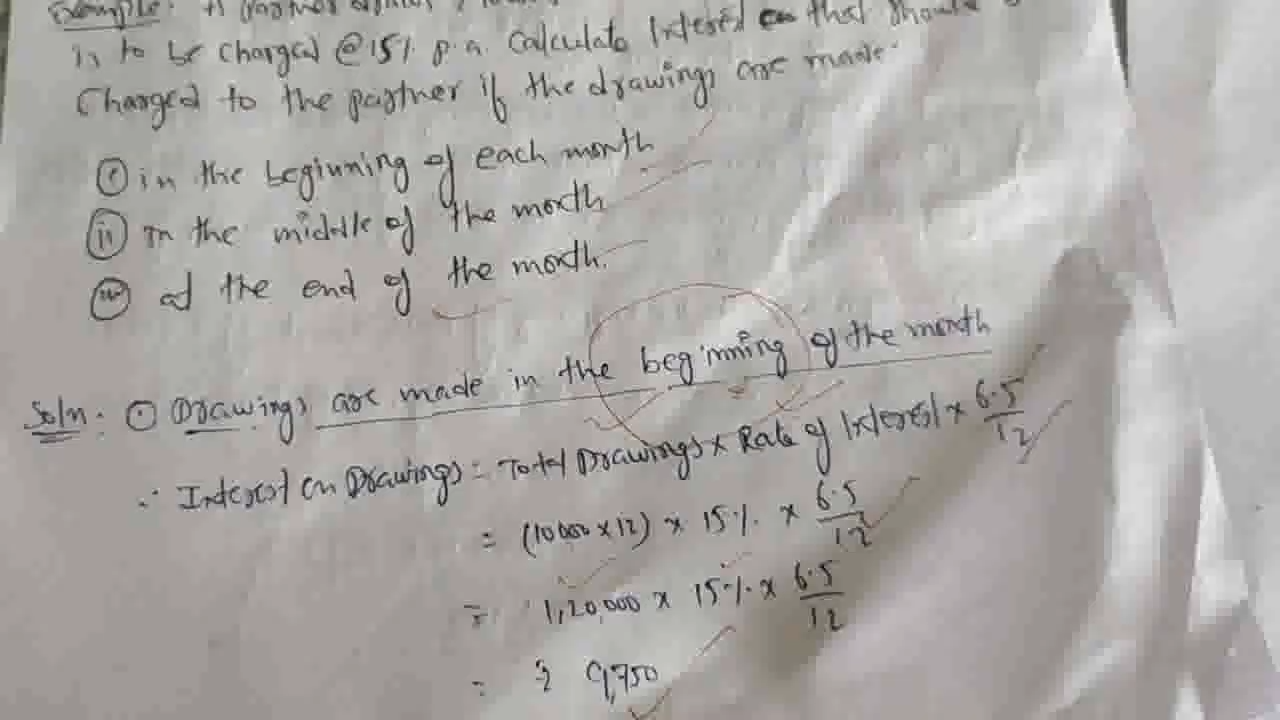 Example: A partner
is to be charged @15% p.a. Calculate Interest on that should
Charged to the partner if the drawings are made
(i) in the beginning of each month
(ii) in the middle of the month
(iii) at the end of the month.
Soln: (i) Drawings are made in the beginning of the month
∴ Interest on Drawings = Total Drawings × Rate of Interest × 6.5/12
= (10000 × 12) × 15% × 6.5/12
= 1,20,000 × 15% × 6.5/12
= ₹ 9,750